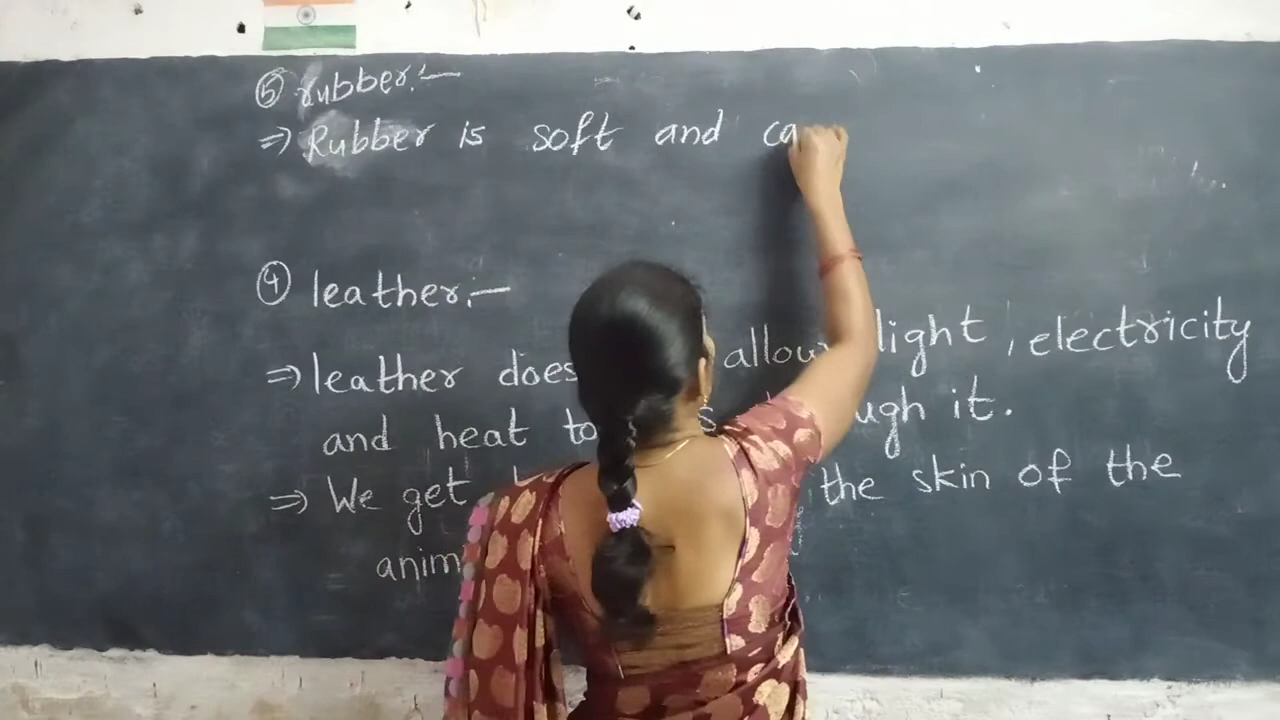 ⑤ rubber:-
⇒ Rubber is soft and ca
④ leather:-
⇒ leather does allow light, electricity
and heat to it.
⇒ We get the skin of the
anim